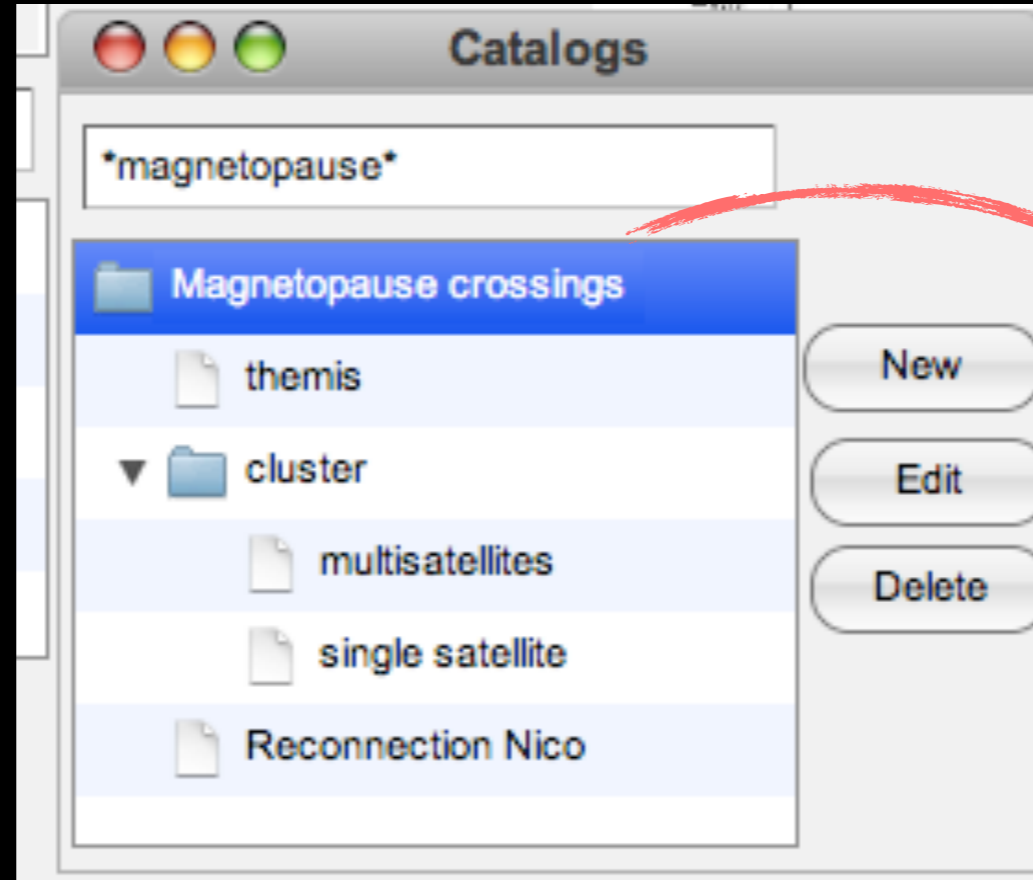 Catalogs
*magnetopause*
Magnetopause crossings
themis
New
cluster
Edit
multisatellites
Delete
single satellite
Reconnection Nico